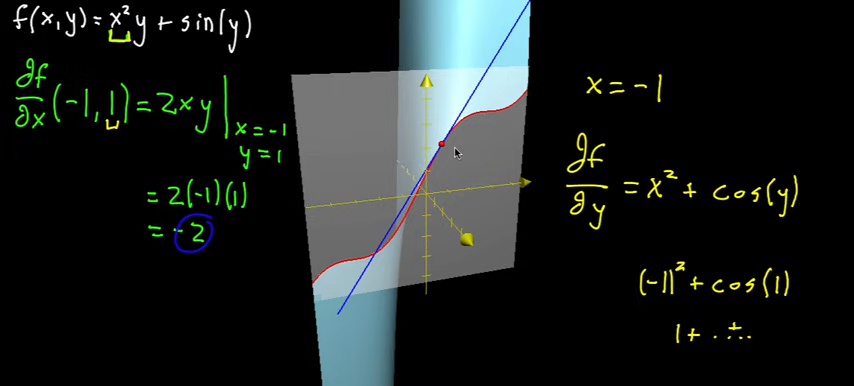 f(x,y) = x²y + sin(y)
∂f/∂x (-1, 1) = 2xy | x = -1
y = 1
= 2(-1)(1)
= -2
x = -1
∂f/∂y = x² + cos(y)
(-1)² + cos(1)
1 +